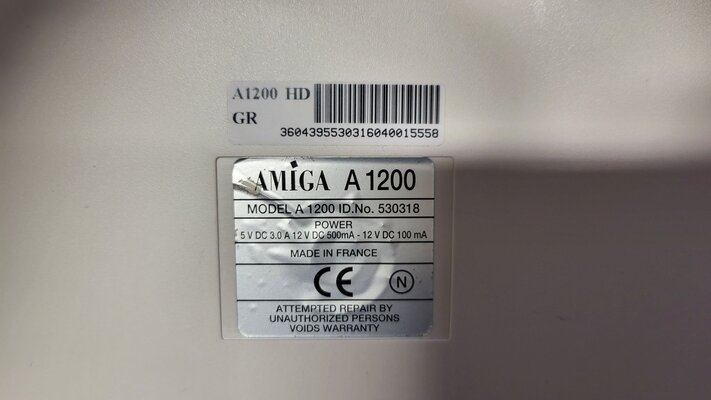 A1200 HD
GR
3604395530316040015558
AMIGA A1200
MODEL A 1200 ID.No. 530318
POWER
5 V DC 3.0 A 12 V DC 500mA - 12 V DC 100 mA
MADE IN FRANCE
CE N
ATTEMPTED REPAIR BY
UNAUTHORIZED PERSONS
VOIDS WARRANTY